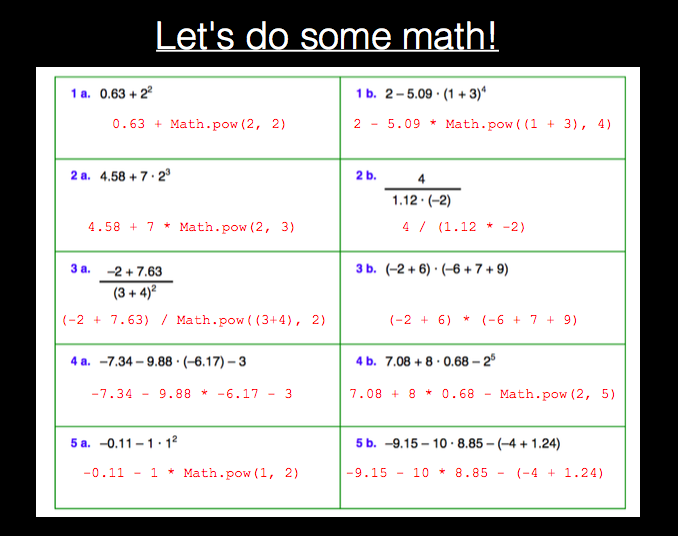 Let's do some math!
1 a. 0.63 + 2²
0.63 + Math.pow(2, 2)
1 b. 2 – 5.09 · (1 + 3)⁴
2 - 5.09 * Math.pow((1 + 3), 4)
2 a. 4.58 + 7 · 2³
4.58 + 7 * Math.pow(2, 3)
2 b.
4
1.12 · (–2)
4 / (1.12 * -2)
3 a.
–2 + 7.63
(3 + 4)²
(-2 + 7.63) / Math.pow((3+4), 2)
3 b. (–2 + 6) · (–6 + 7 + 9)
(-2 + 6) * (-6 + 7 + 9)
4 a. –7.34 – 9.88 · (–6.17) – 3
-7.34 - 9.88 * -6.17 - 3
4 b. 7.08 + 8 · 0.68 – 2⁵
7.08 + 8 * 0.68 - Math.pow(2, 5)
5 a. –0.11 – 1 · 1²
-0.11 - 1 * Math.pow(1, 2)
5 b. –9.15 – 10 · 8.85 – (–4 + 1.24)
-9.15 - 10 * 8.85 - (-4 + 1.24)